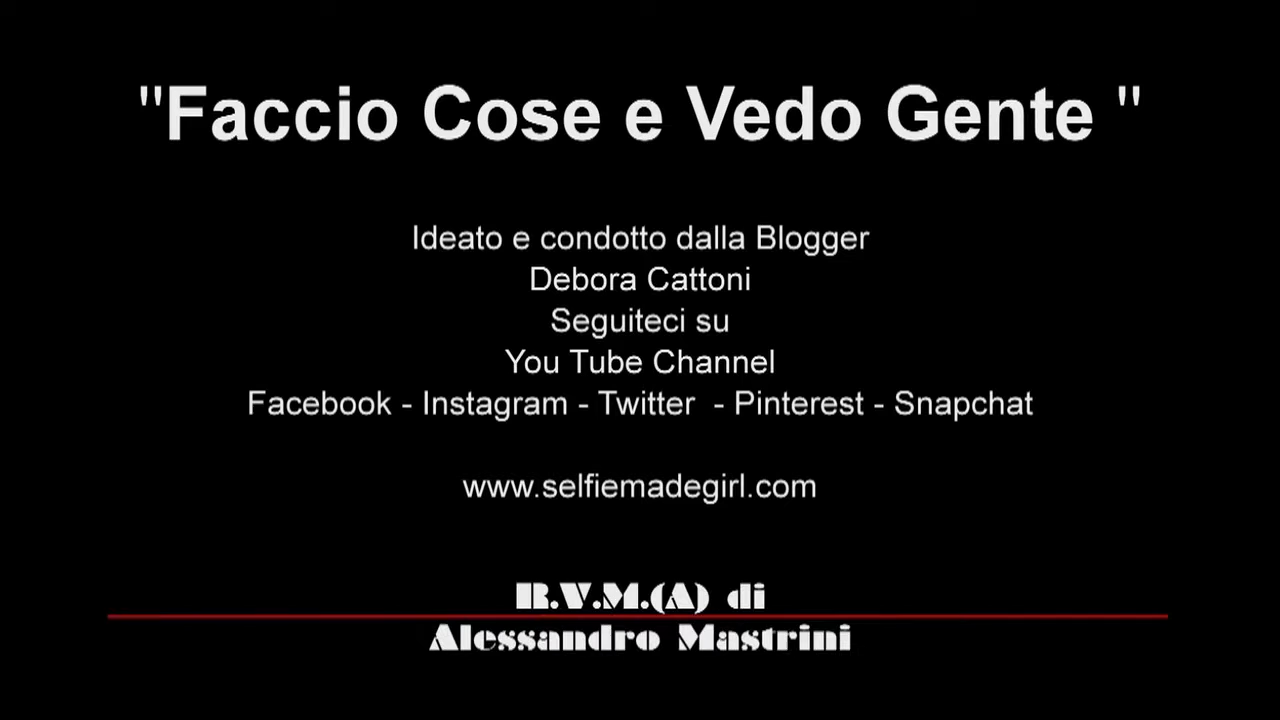 "Faccio Cose e Vedo Gente "
Ideato e condotto dalla Blogger
Debora Cattoni
Seguiteci su
You Tube Channel
Facebook - Instagram - Twitter  - Pinterest - Snapchat
www.selfiemadegirl.com
R.V.M.(A) di
Alessandro Mastrini